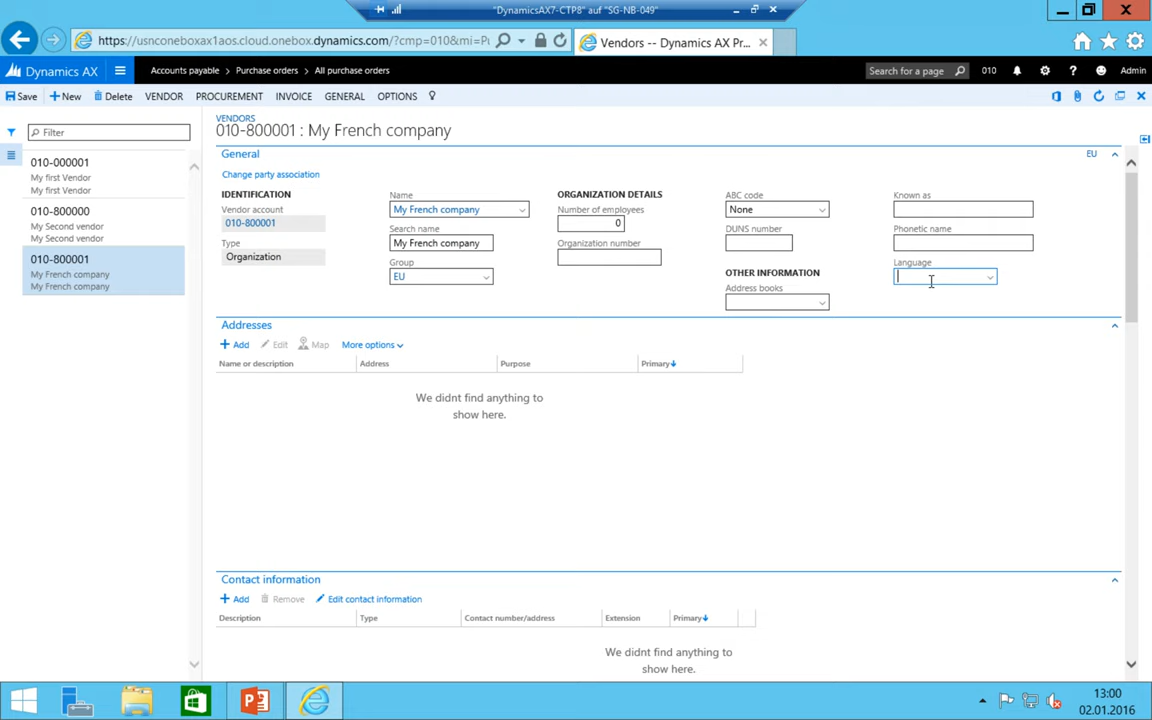 "DynamicsAX7-CTP8" auf "SG-NB-049"
https://usnconeboxax1aos.cloud.onebox.dynamics.com/?cmp=010&mi=Pu
Vendors -- Dynamics AX Pr...
Dynamics AX
Accounts payable > Purchase orders > All purchase orders
Search for a page
010
Admin
Save
+ New
Delete
VENDOR
PROCUREMENT
INVOICE
GENERAL
OPTIONS
Filter
010-000001
My first Vendor
My first Vendor
010-800000
My Second vendor
My Second vendor
010-800001
My French company
My French company
VENDORS
010-800001 : My French company
General
EU
Change party association
IDENTIFICATION
Vendor account
010-800001
Type
Organization
Name
My French company
Search name
My French company
Group
EU
ORGANIZATION DETAILS
Number of employees
0
Organization number
ABC code
None
DUNS number
OTHER INFORMATION
Address books
Known as
Phonetic name
Language
Addresses
+ Add
Edit
Map
More options
Name or description
Address
Purpose
Primary
We didnt find anything to
show here.
Contact information
+ Add
Remove
Edit contact information
Description
Type
Contact number/address
Extension
Primary
We didnt find anything to
show here.
13:00
02.01.2016